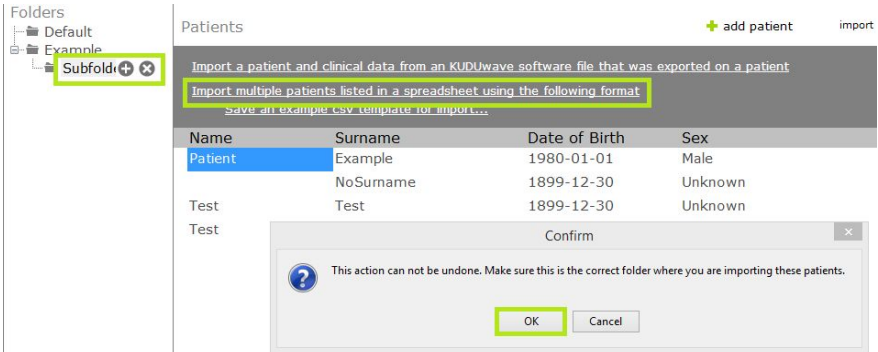 Folders
Default
Example
Subfolde
Patients
add patient
import
Import a patient and clinical data from an KUDUwave software file that was exported on a patient
Import multiple patients listed in a spreadsheet using the following format
Save an example csv template for import...
Name Surname Date of Birth Sex
Patient Example 1980-01-01 Male
NoSurname 1899-12-30 Unknown
Test Test 1899-12-30 Unknown
Test
Confirm
This action can not be undone. Make sure this is the correct folder where you are importing these patients.
OK Cancel